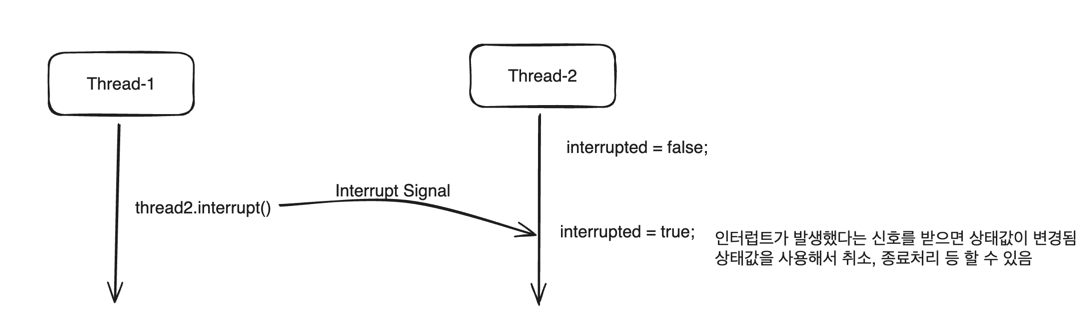 Thread-1
Thread-2
interrupted = false;
Interrupt Signal
thread2.interrupt()
interrupted = true;
인터럽트가 발생했다는 신호를 받으면 상태값이 변경됨
상태값을 사용해서 취소, 종료처리 등 할 수 있음